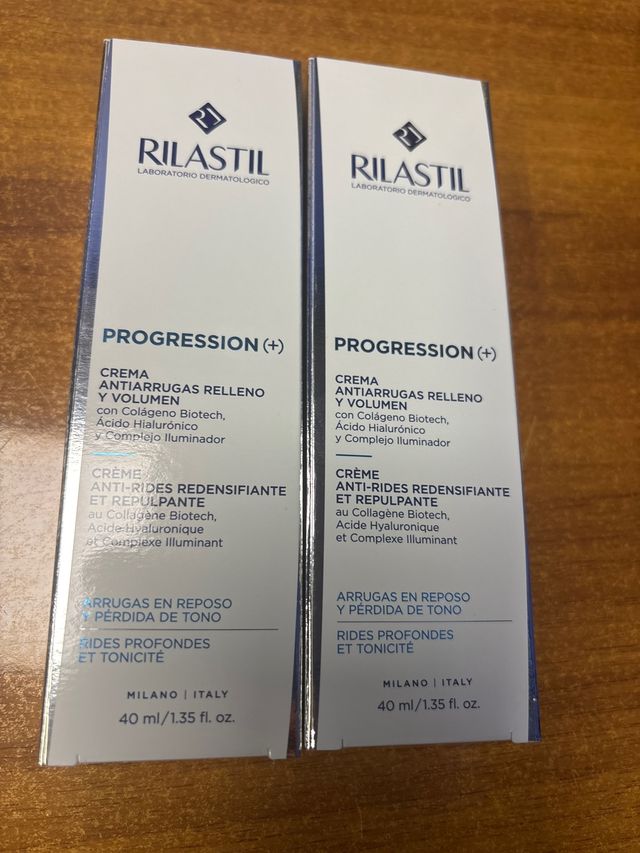 RILASTIL
LABORATORIO DERMATOLOGICO
PROGRESSION (+)
CREMA
ANTIARRUGAS RELLENO
Y VOLUMEN
con Colágeno Biotech,
Ácido Hialurónico
y Complejo Iluminador
CRÈME
ANTI-RIDES REDENSIFIANTE
ET REPULPANTE
au Collagène Biotech,
Acide Hyaluronique
et Complexe Illuminant
ARRUGAS EN REPOSO
Y PÉRDIDA DE TONO
RIDES PROFONDES
ET TONICITÉ
MILANO | ITALY
40 ml/1.35 fl. oz.
RILASTIL
LABORATORIO DERMATOLOGICO
PROGRESSION (+)
CREMA
ANTIARRUGAS RELLENO
Y VOLUMEN
con Colágeno Biotech,
Ácido Hialurónico
y Complejo Iluminador
CRÈME
ANTI-RIDES REDENSIFIANTE
ET REPULPANTE
au Collagène Biotech,
Acide Hyaluronique
et Complexe Illuminant
ARRUGAS EN REPOSO
Y PÉRDIDA DE TONO
RIDES PROFONDES
ET TONICITÉ
MILANO | ITALY
40 ml/1.35 fl. oz.